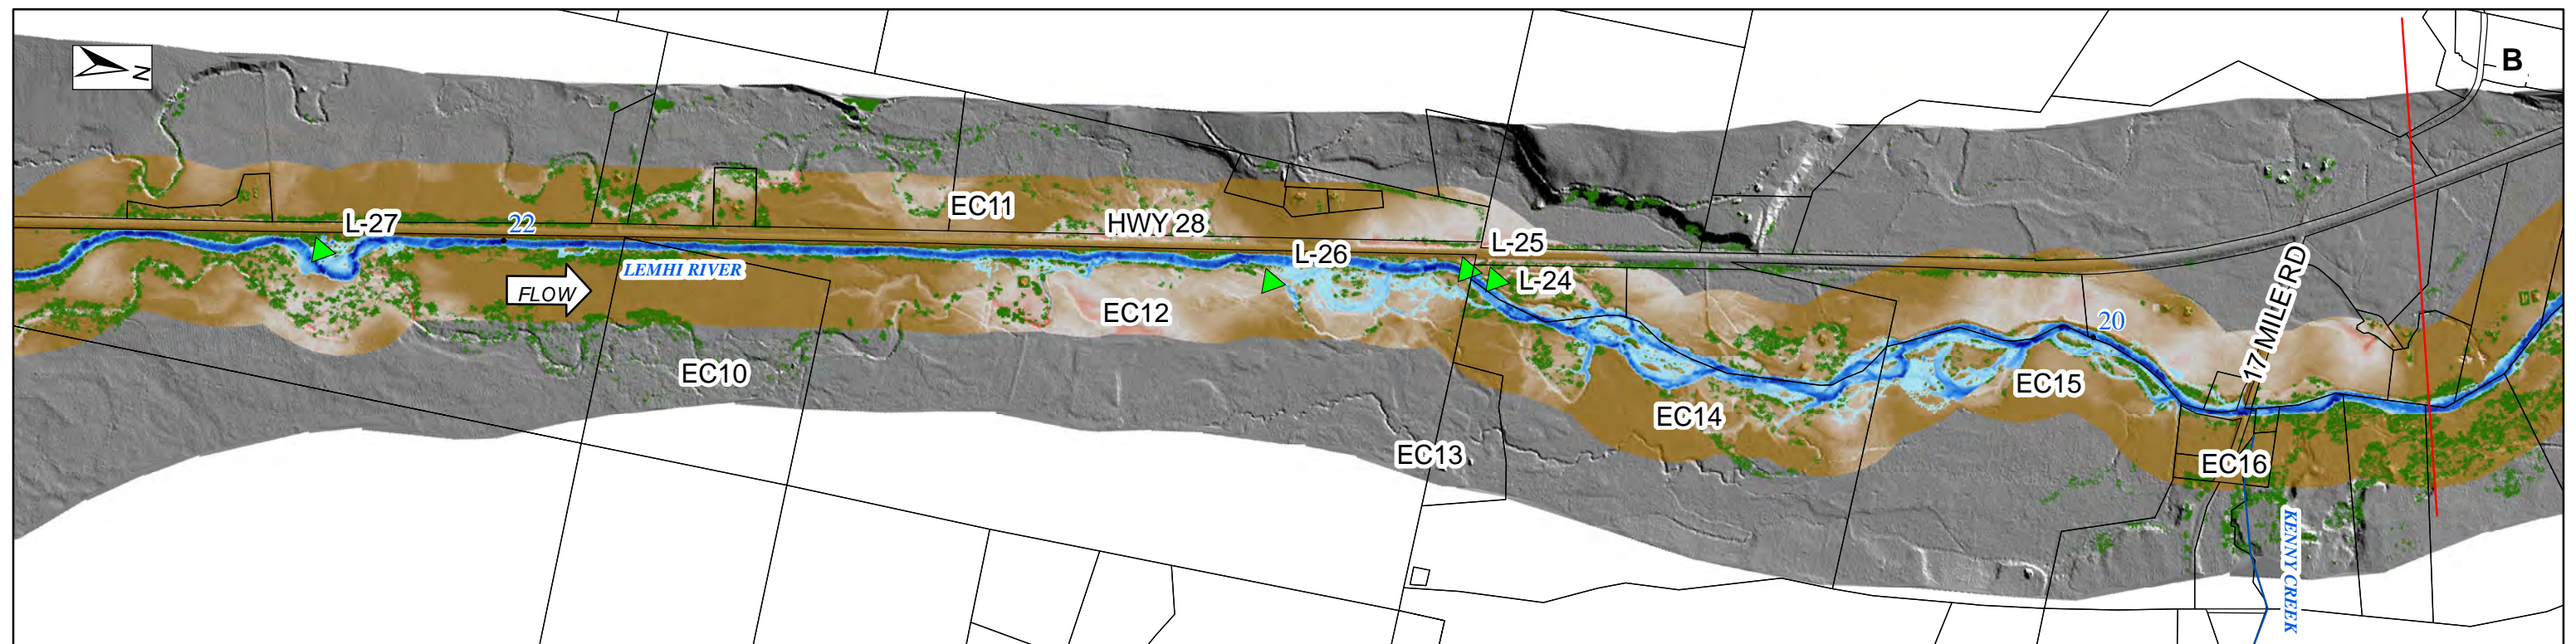 N
B
L-27
22
EC11
HWY 28
L-25
L-26
L-24
LEMHI RIVER
FLOW
EC12
20
17 MILE RD
EC10
EC15
EC14
EC13
EC16
KENNY CREEK